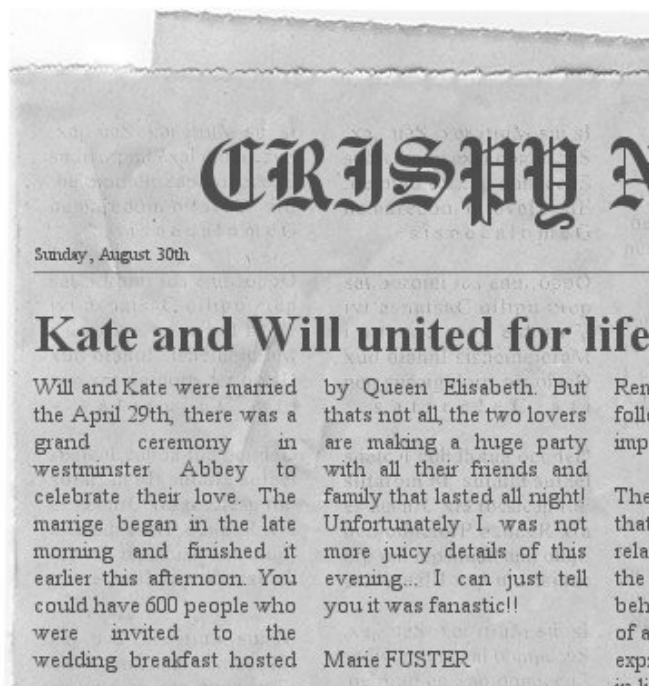 CRISPY
Sunday, August 30th
Kate and Will united for life
Will and Kate were married
the April 29th, there was a
grand ceremony in
westminster Abbey to
celebrate their love. The
marrige began in the late
morning and finished it
earlier this afternoon. You
could have 600 people who
were invited to the
wedding breakfast hosted
by Queen Elisabeth. But
thats not all, the two lovers
are making a huge party
with all their friends and
family that lasted all night!
Unfortunately I, was not
more juicy details of this
evening... I can just tell
you it was fanastic!!
Marie FUSTER